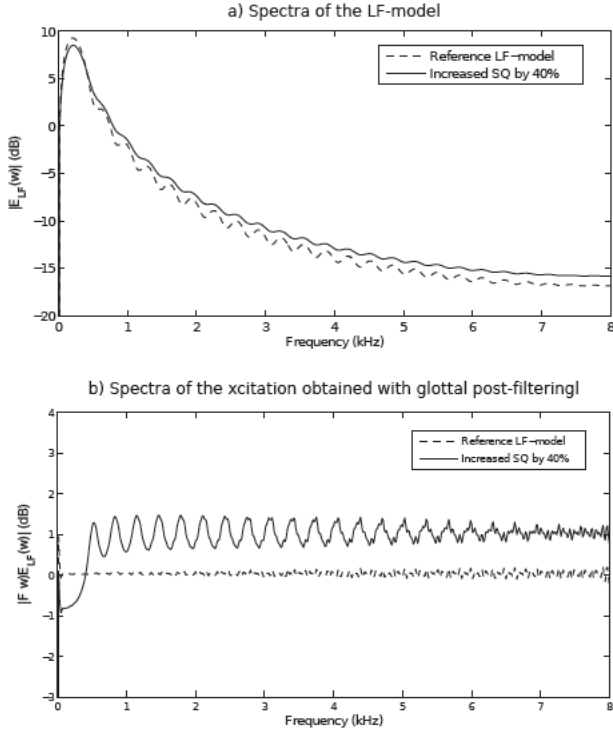 a) Spectra of the LF-model
10
5
0
−5
−10
−15
−20
|E_LF(w)| (dB)
Reference LF−model
Increased SQ by 40%
0 1 2 3 4 5 6 7 8
Frequency (kHz)
b) Spectra of the xcitation obtained with glottal post-filteringl
4
3
2
1
0
−1
−2
−3
|F w)E_LF(w)| (dB)
Reference LF−model
Increased SQ by 40%
0 1 2 3 4 5 6 7 8
Frequency (kHz)